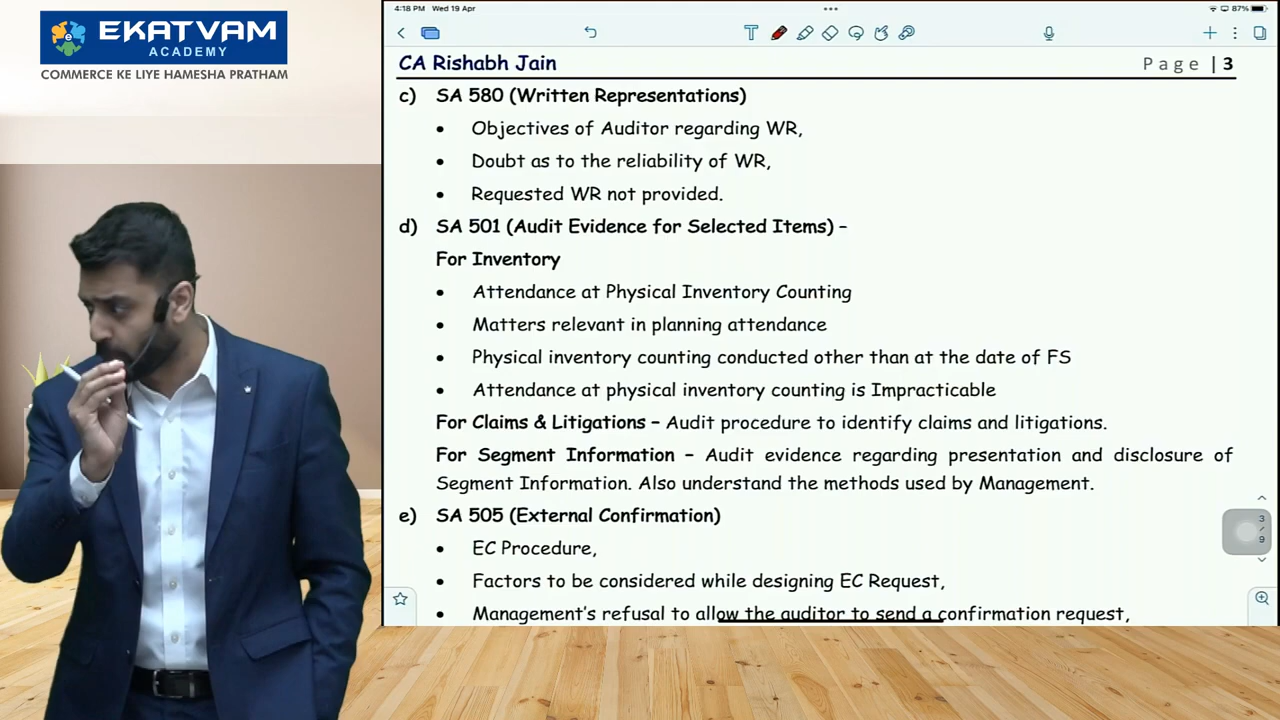 EKATVAM
ACADEMY
COMMERCE KE LIYE HAMESHA PRATHAM
4:18 PM Wed 19 Apr
87%
CA Rishabh Jain
Page | 3
c) SA 580 (Written Representations)
• Objectives of Auditor regarding WR,
• Doubt as to the reliability of WR,
• Requested WR not provided.
d) SA 501 (Audit Evidence for Selected Items) –
For Inventory
• Attendance at Physical Inventory Counting
• Matters relevant in planning attendance
• Physical inventory counting conducted other than at the date of FS
• Attendance at physical inventory counting is Impracticable
For Claims & Litigations – Audit procedure to identify claims and litigations.
For Segment Information – Audit evidence regarding presentation and disclosure of
Segment Information. Also understand the methods used by Management.
e) SA 505 (External Confirmation)
• EC Procedure,
• Factors to be considered while designing EC Request,
• Management's refusal to allow the auditor to send a confirmation request,
3
/
9